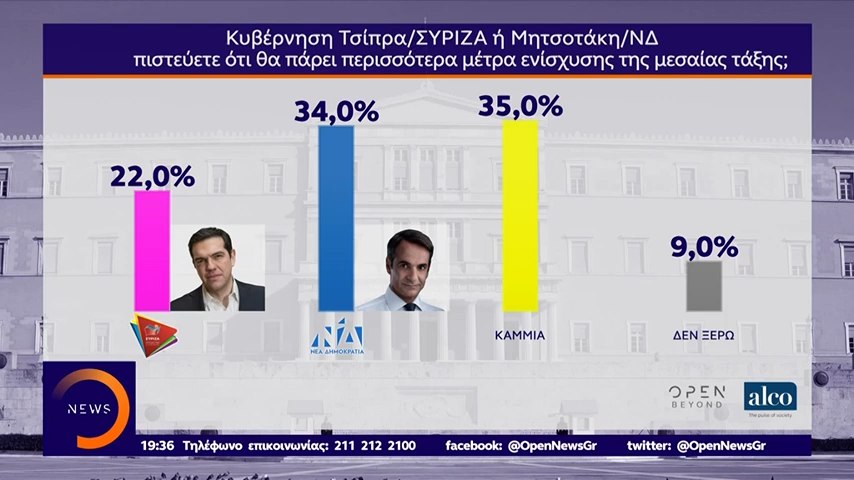 Κυβέρνηση Τσίπρα/ΣΥΡΙΖΑ ή Μητσοτάκη/ΝΔ
πιστεύετε ότι θα πάρει περισσότερα μέτρα ενίσχυσης της μεσαίας τάξης;
22,0%
34,0%
35,0%
9,0%
ΣΥΡΙΖΑ
ΝΔ
ΝΕΑ ΔΗΜΟΚΡΑΤΙΑ
ΚΑΜΜΙΑ
ΔΕΝ ΞΕΡΩ
OPEN
BEYOND
alco
The pulse of society
NEWS
19:36 Τηλέφωνο επικοινωνίας: 211 212 2100 facebook: @OpenNewsGr twitter: @OpenNewsGr